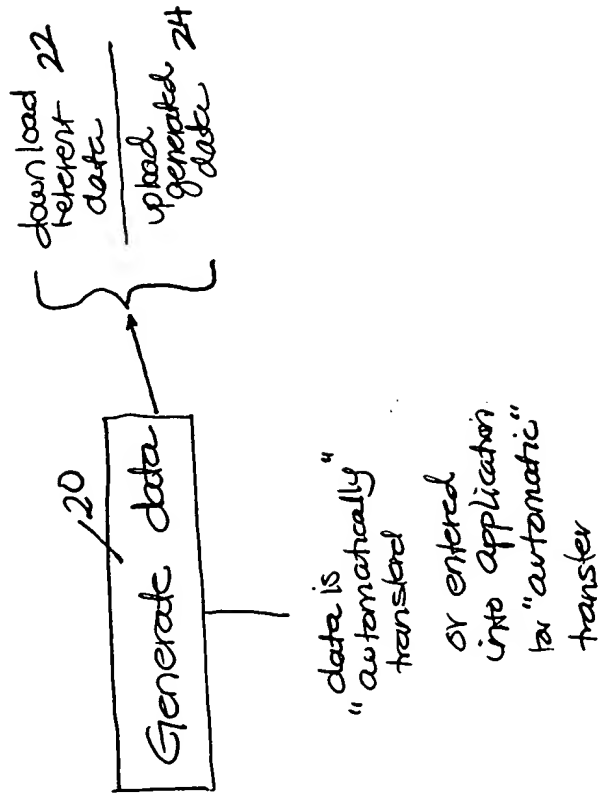 20
Generate data
download
referent 22
data
upload
generated 24
data
data is
"automatically"
transferd
or entered
into application
for "automatic"
transfer